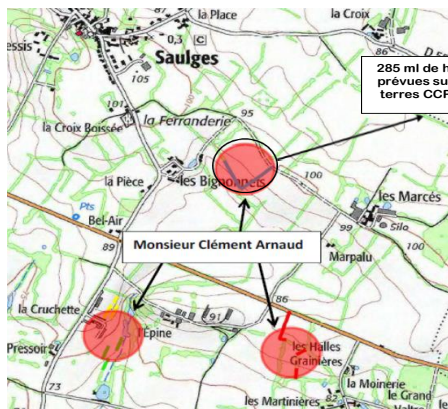 la Place
la Croix
86
essis
0,3 C
Saulges
105
285 ml de h
prévues su
terres CCP
101
la Ferranderie
95
la Croix Boissée
la Pièce
les Bignonnets
100
les Marcés
Pts
Bel-Air
99
Silo
100
89
Monsieur Clément Arnaud
Marpalu
86
la Cruchette
l'Épine
91
Pressoir
les Halles
Grainières
73
la Moinerie
les Martinières
82
le Grand